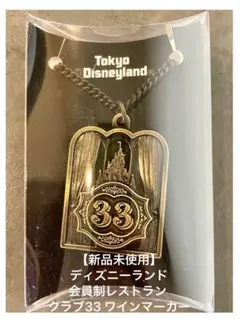 Tokyo
Disneyland®
33
【新品未使用】
ディズニーランド
会員制レストラン
クラブ33 ワインマーカー